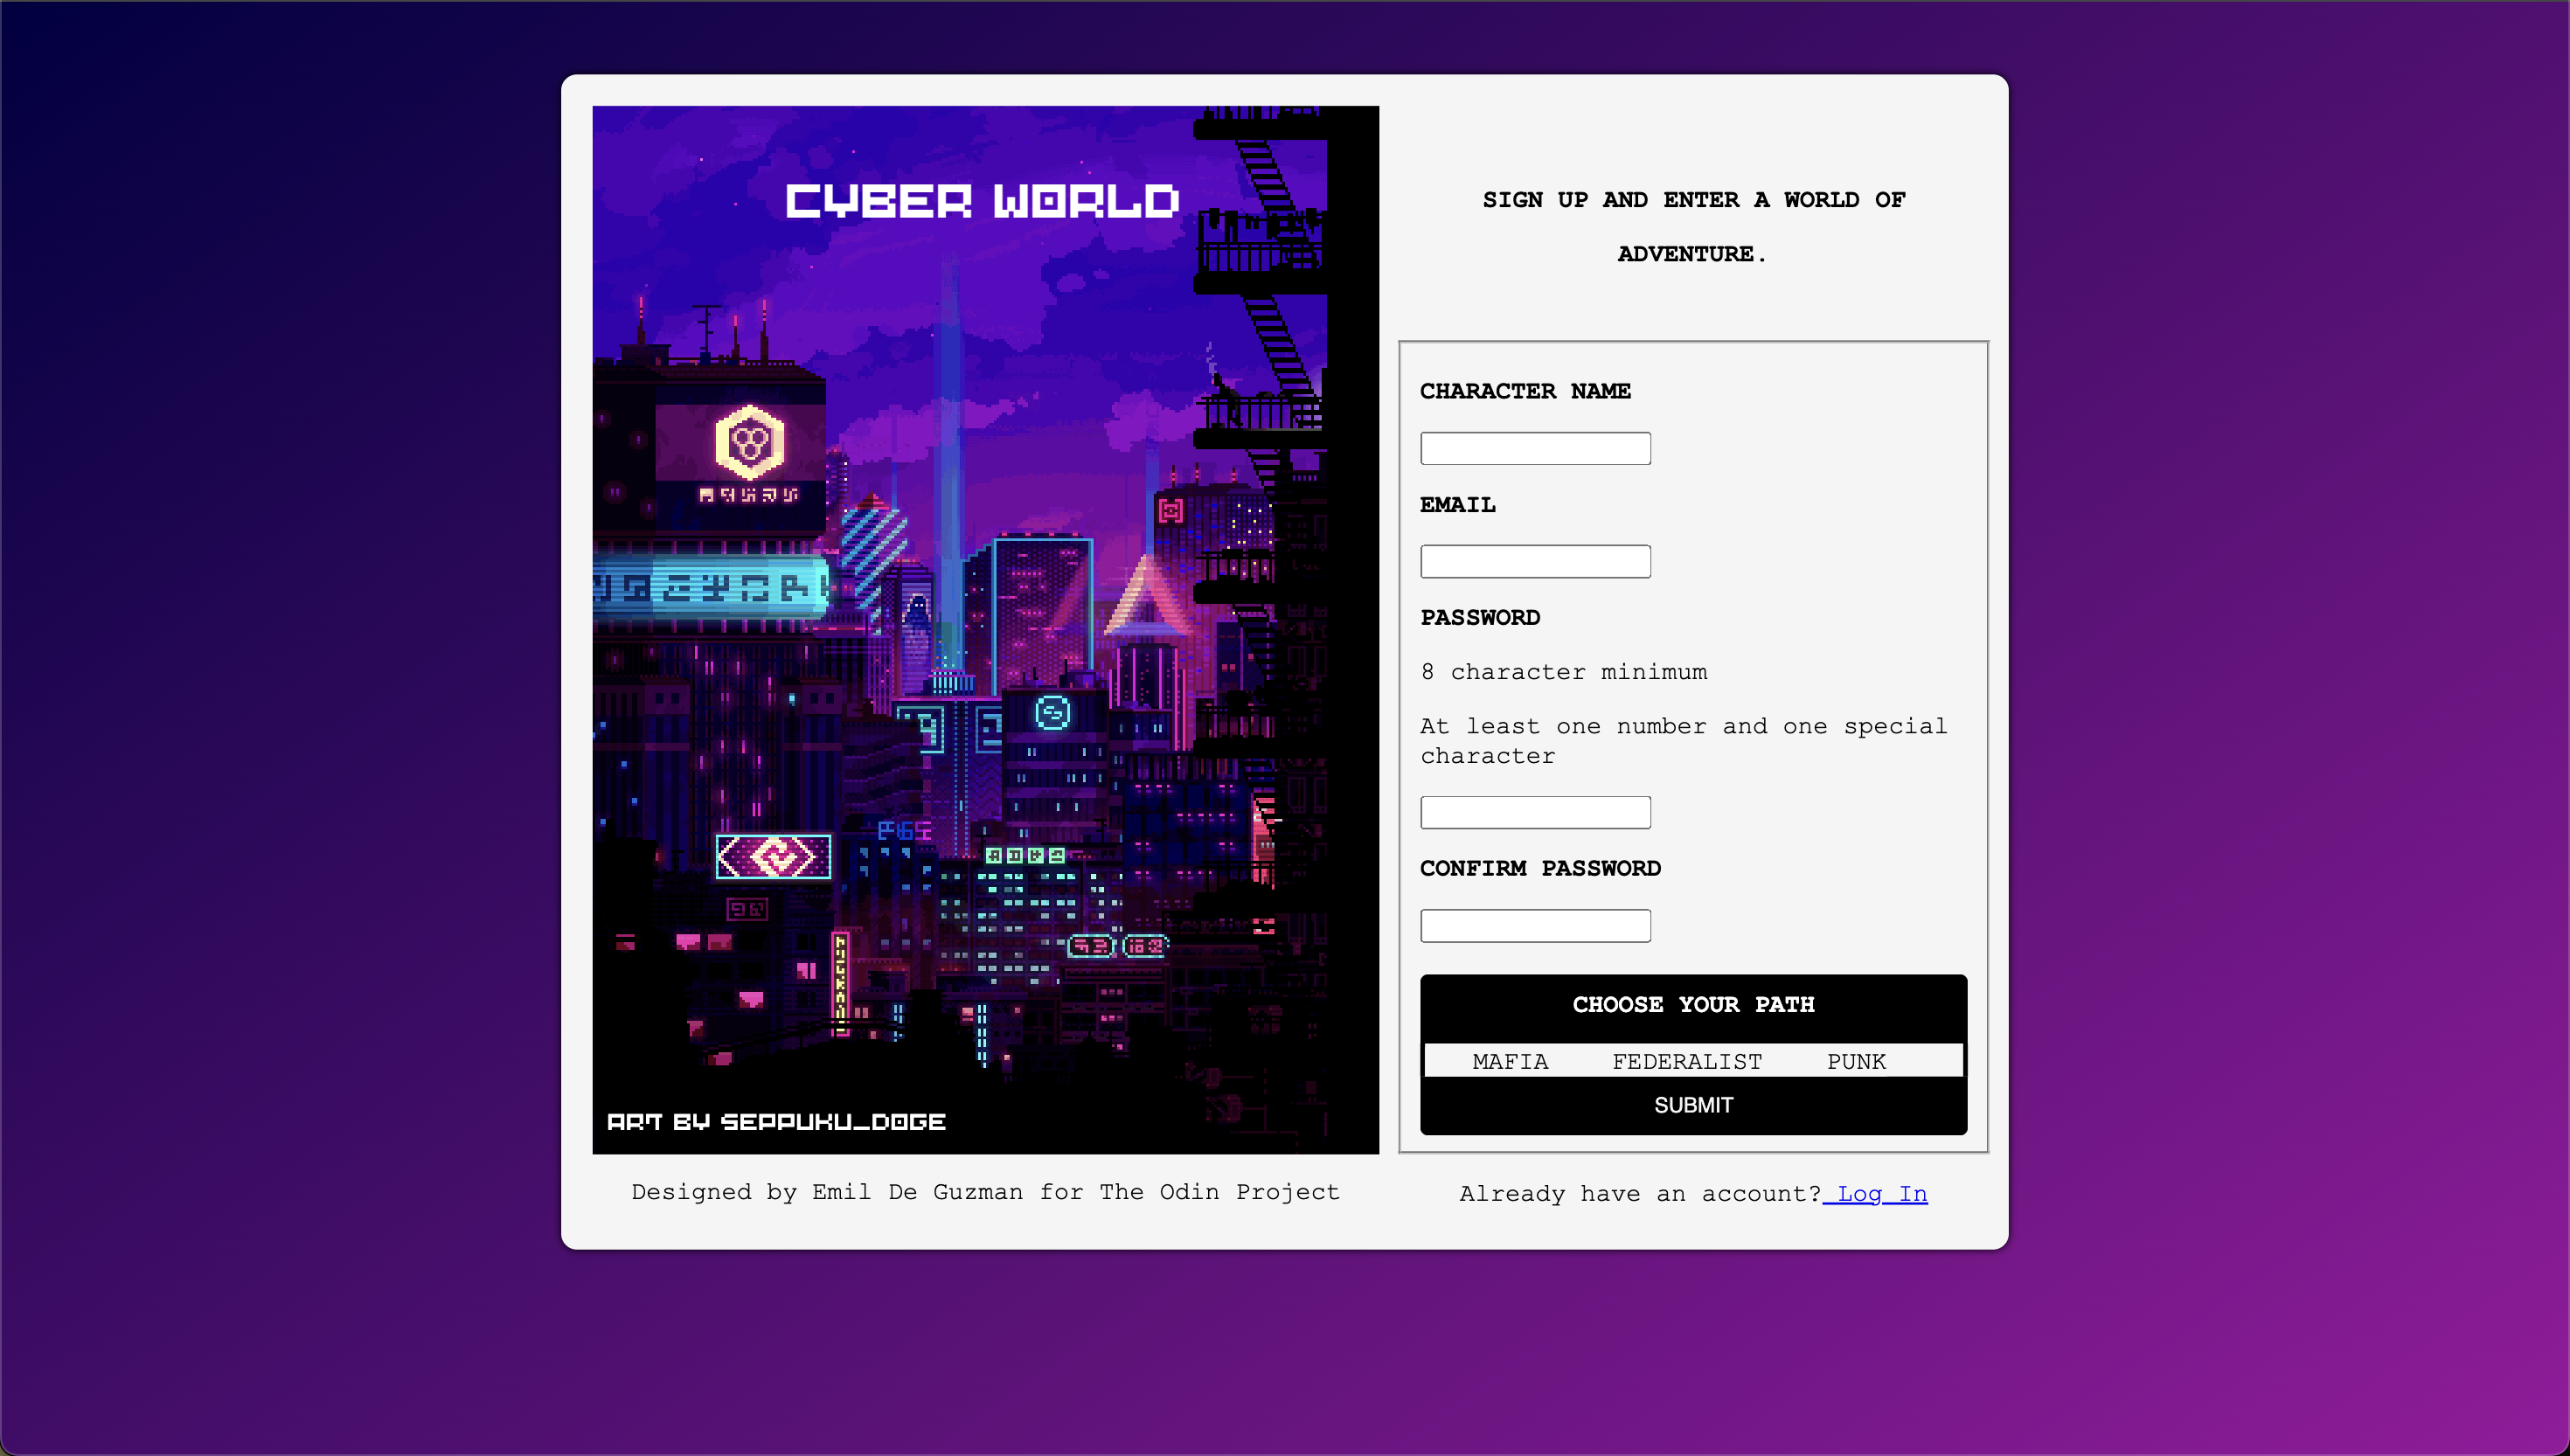 CYBER WORLD
ART BY SEPPUKU_DOGE
Designed by Emil De Guzman for The Odin Project
SIGN UP AND ENTER A WORLD OF
ADVENTURE.
CHARACTER NAME
EMAIL
PASSWORD
8 character minimum
At least one number and one special
character
CONFIRM PASSWORD
CHOOSE YOUR PATH
MAFIA FEDERALIST PUNK
SUBMIT
Already have an account? Log In